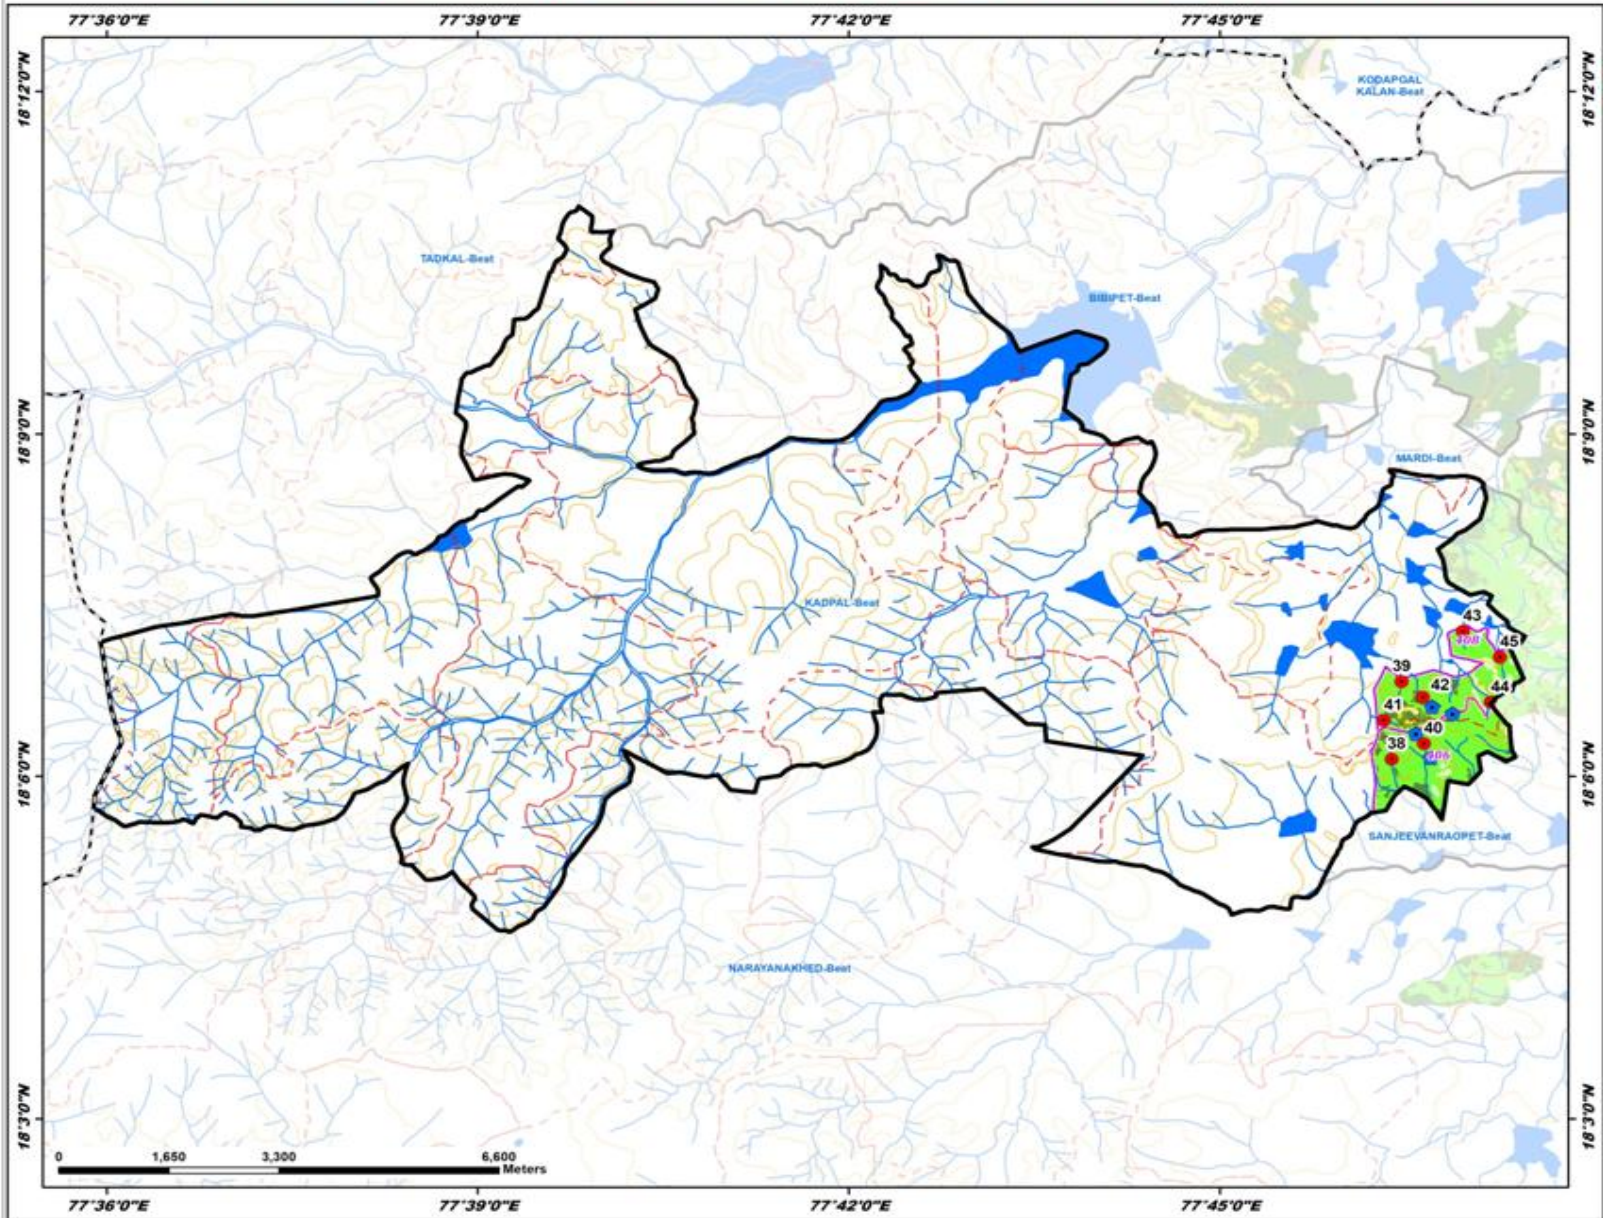 77°36'0"E 77°39'0"E 77°42'0"E 77°45'0"E
18°12'0"N 18°12'0"N
KODAPGAL
KALAN-Beat
TADKAL-Beat
BIBIPET-Beat
18°9'0"N 18°9'0"N
MARDI-Beat
KADPAL-Beat
43
408
45
39
42
44
41
40
38
406
18°6'0"N 18°6'0"N
SANJEEVANRAOPET-Beat
NARAYANAKHED-Beat
18°3'0"N 18°3'0"N
0 1,650 3,300 6,600
Meters
77°36'0"E 77°39'0"E 77°42'0"E 77°45'0"E